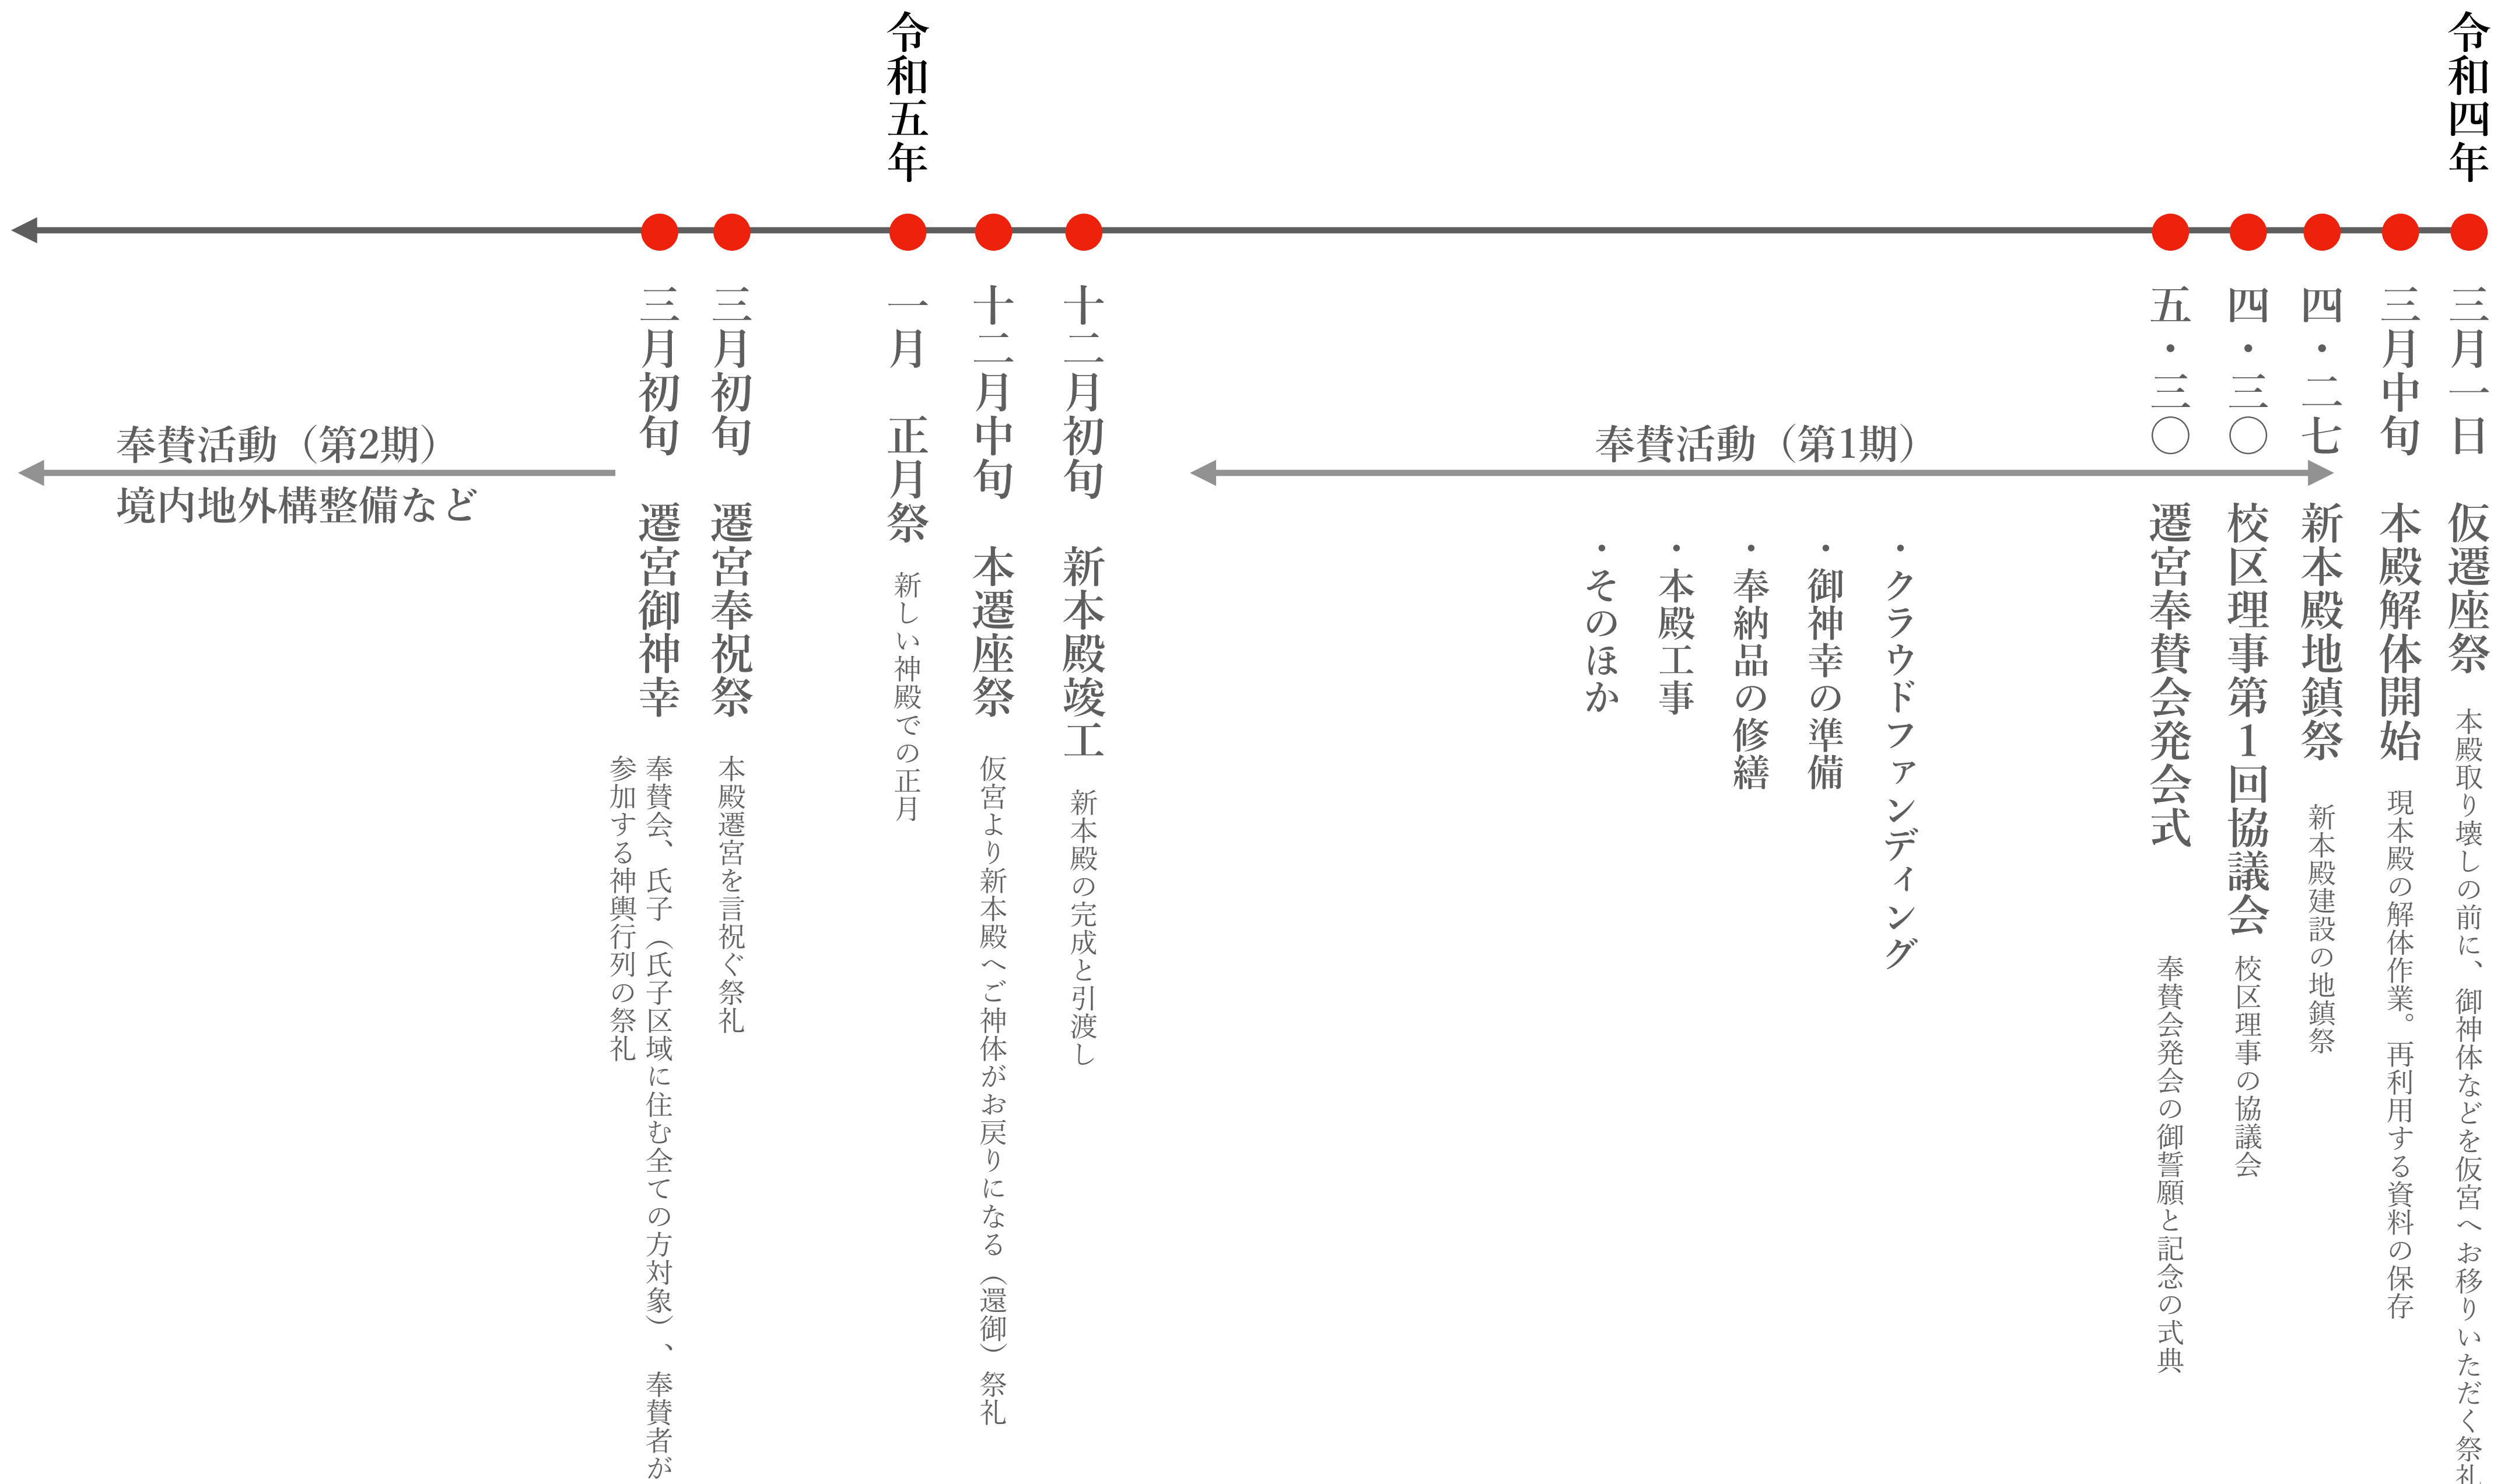 令和四年
三月一日　仮遷座祭　本殿取り壊しの前に、御神体などを仮宮へお移りいただく祭礼
三月中旬　本殿解体開始　現本殿の解体作業。再利用する資料の保存
四・二七　新本殿地鎮祭　新本殿建設の地鎮祭
四・三〇　校区理事第１回協議会　校区理事の協議会
五・三〇　遷宮奉賛会発会式　奉賛会発会の御誓願と記念の式典
奉賛活動（第1期）
・クラウドファンディング
・御神幸の準備
・奉納品の修繕
・本殿工事
・そのほか
十二月初旬　新本殿竣工　新本殿の完成と引渡し
十二月中旬　本遷座祭　仮宮より新本殿へご神体がお戻りになる（還御）祭礼
令和五年
一月　正月祭　新しい神殿での正月
三月初旬　遷宮奉祝祭　本殿遷宮を言祝ぐ祭礼
三月初旬　遷宮御神幸　奉賛会、氏子（氏子区域に住む全ての方対象）、奉賛者が
参加する神輿行列の祭礼
奉賛活動（第2期）
境内地外構整備など